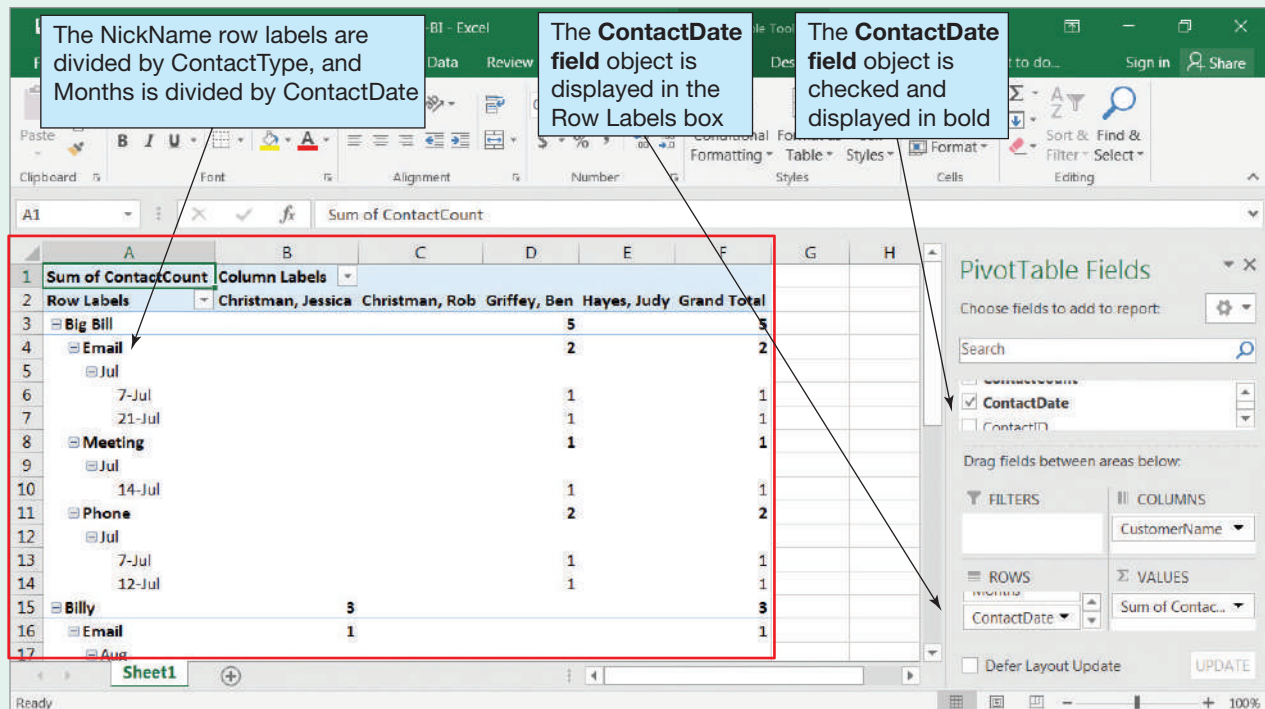 The NickName row labels are
divided by ContactType, and
Months is divided by ContactDate
The ContactDate
field object is
displayed in the
Row Labels box
The ContactDate
field object is
checked and
displayed in bold
-BI - Excel
Data Review
Sign in Share
Paste
B I U
Formatting Table Styles
Format
Sort & Find &
Filter Select
Clipboard Font Alignment Number Styles Cells Editing
A1 fx Sum of ContactCount
A B C D E F G H
1 Sum of ContactCount Column Labels
2 Row Labels Christman, Jessica Christman, Rob Griffey, Ben Hayes, Judy Grand Total
3 Big Bill 5 5
4 Email 2 2
5 Jul
6 7-Jul 1 1
7 21-Jul 1 1
8 Meeting 1 1
9 Jul
10 14-Jul 1 1
11 Phone 2 2
12 Jul
13 7-Jul 1 1
14 12-Jul 1 1
15 Billy 3 3
16 Email 1 1
17 Aug
Sheet1
Ready
100%
PivotTable Fields
Choose fields to add to report:
Search
ContactCount
ContactDate
ContactID
Drag fields between areas below:
FILTERS
COLUMNS
CustomerName
ROWS
Σ VALUES
Months
ContactDate
Sum of Contac...
Defer Layout Update UPDATE